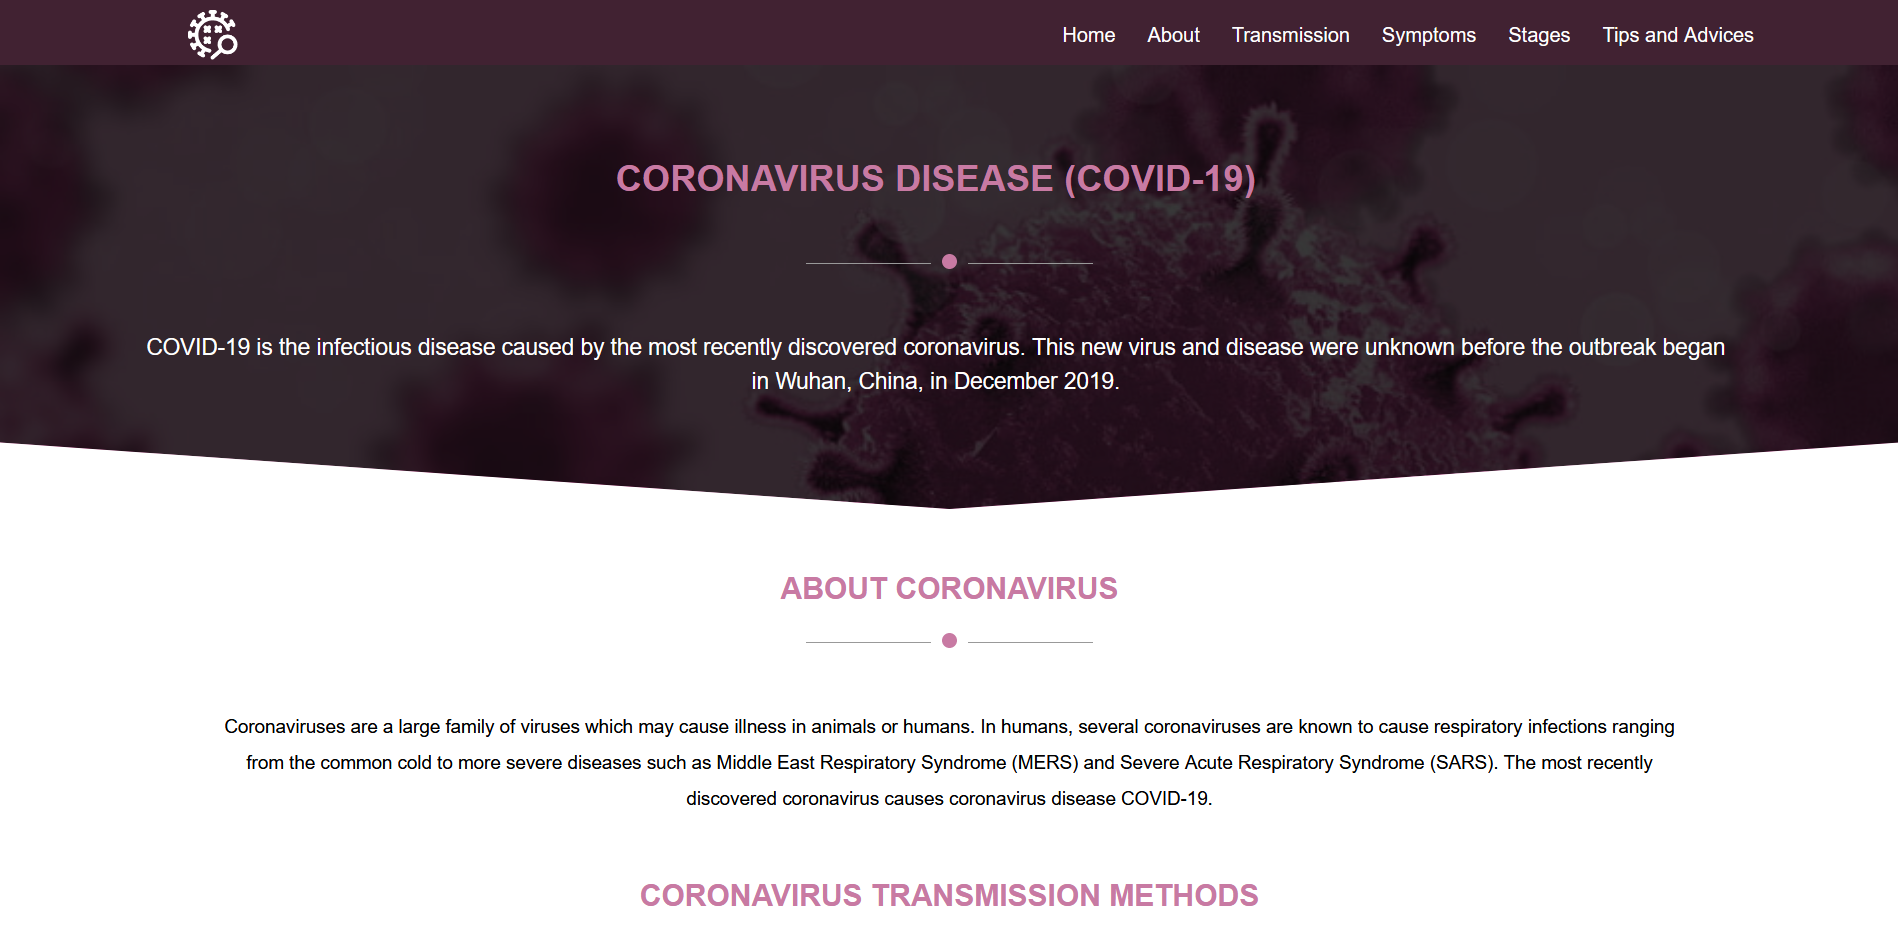 Home About Transmission Symptoms Stages Tips and Advices
CORONAVIRUS DISEASE (COVID-19)
COVID-19 is the infectious disease caused by the most recently discovered coronavirus. This new virus and disease were unknown before the outbreak began
in Wuhan, China, in December 2019.
ABOUT CORONAVIRUS
Coronaviruses are a large family of viruses which may cause illness in animals or humans. In humans, several coronaviruses are known to cause respiratory infections ranging
from the common cold to more severe diseases such as Middle East Respiratory Syndrome (MERS) and Severe Acute Respiratory Syndrome (SARS). The most recently
discovered coronavirus causes coronavirus disease COVID-19.
CORONAVIRUS TRANSMISSION METHODS